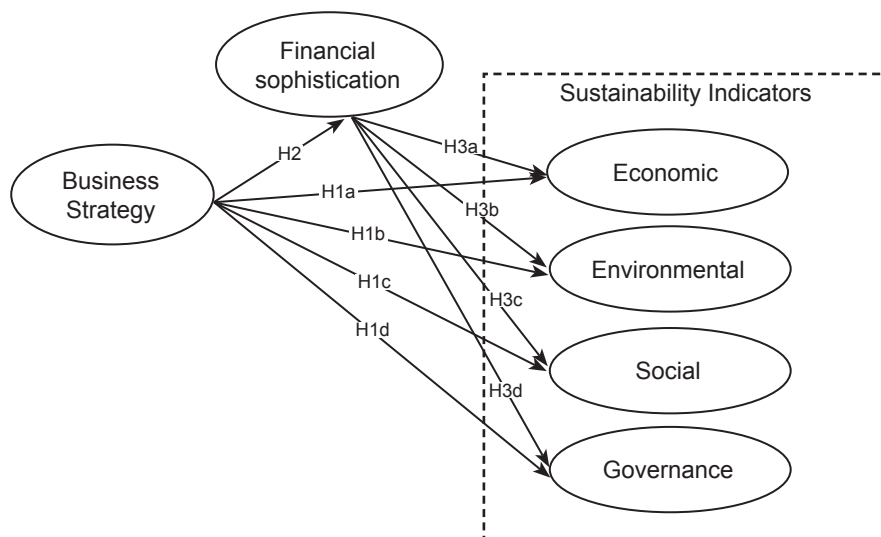 Financial
sophistication
Sustainability Indicators
H3a
H2
Economic
Business
Strategy
H1a
H3b
H1b
Environmental
H1c
H3c
H1d
Social
H3d
Governance